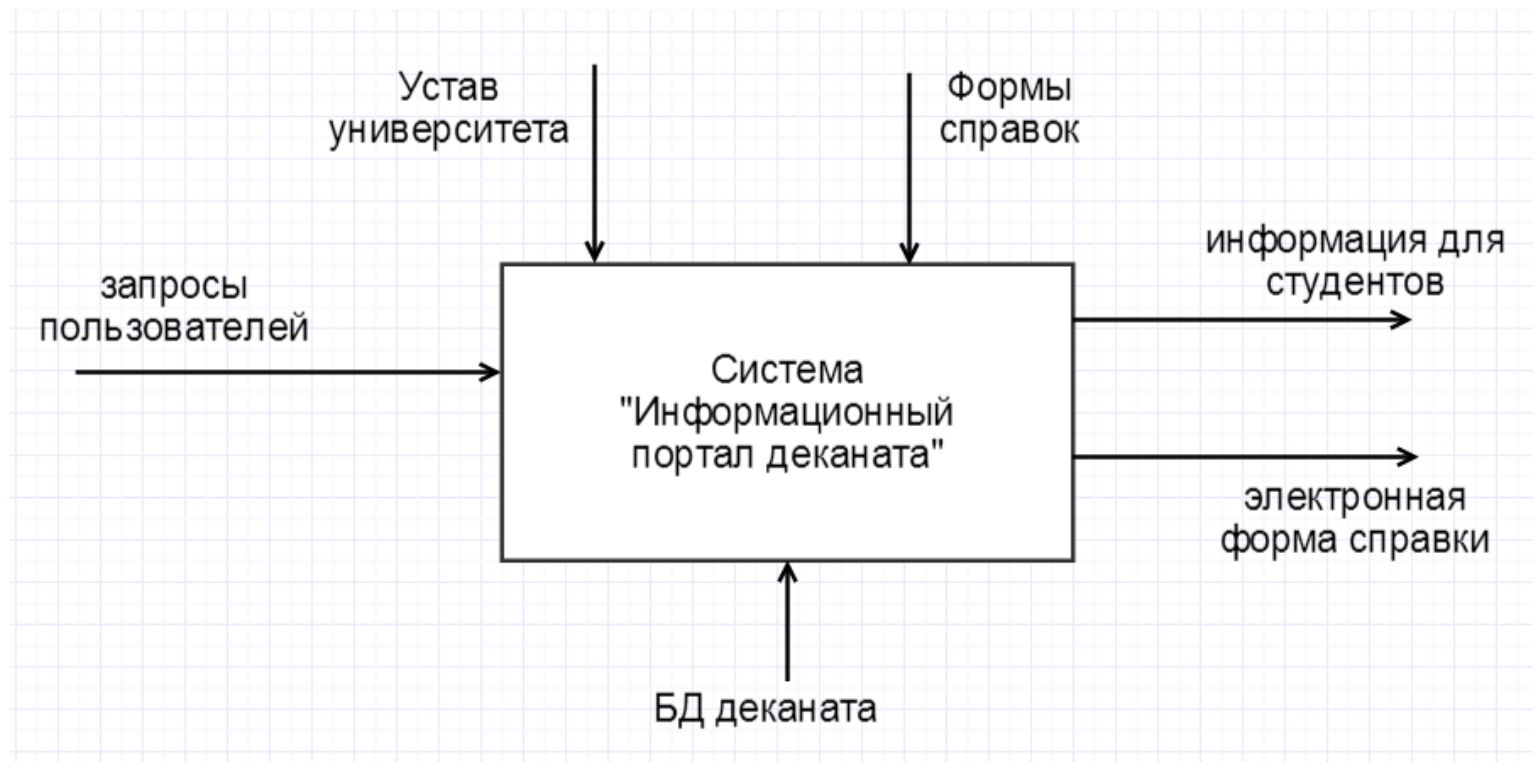 Устав
университета
Формы
справок
запросы
пользователей
информация для
студентов
Система
"Информационный
портал деканата"
электронная
форма справки
БД деканата